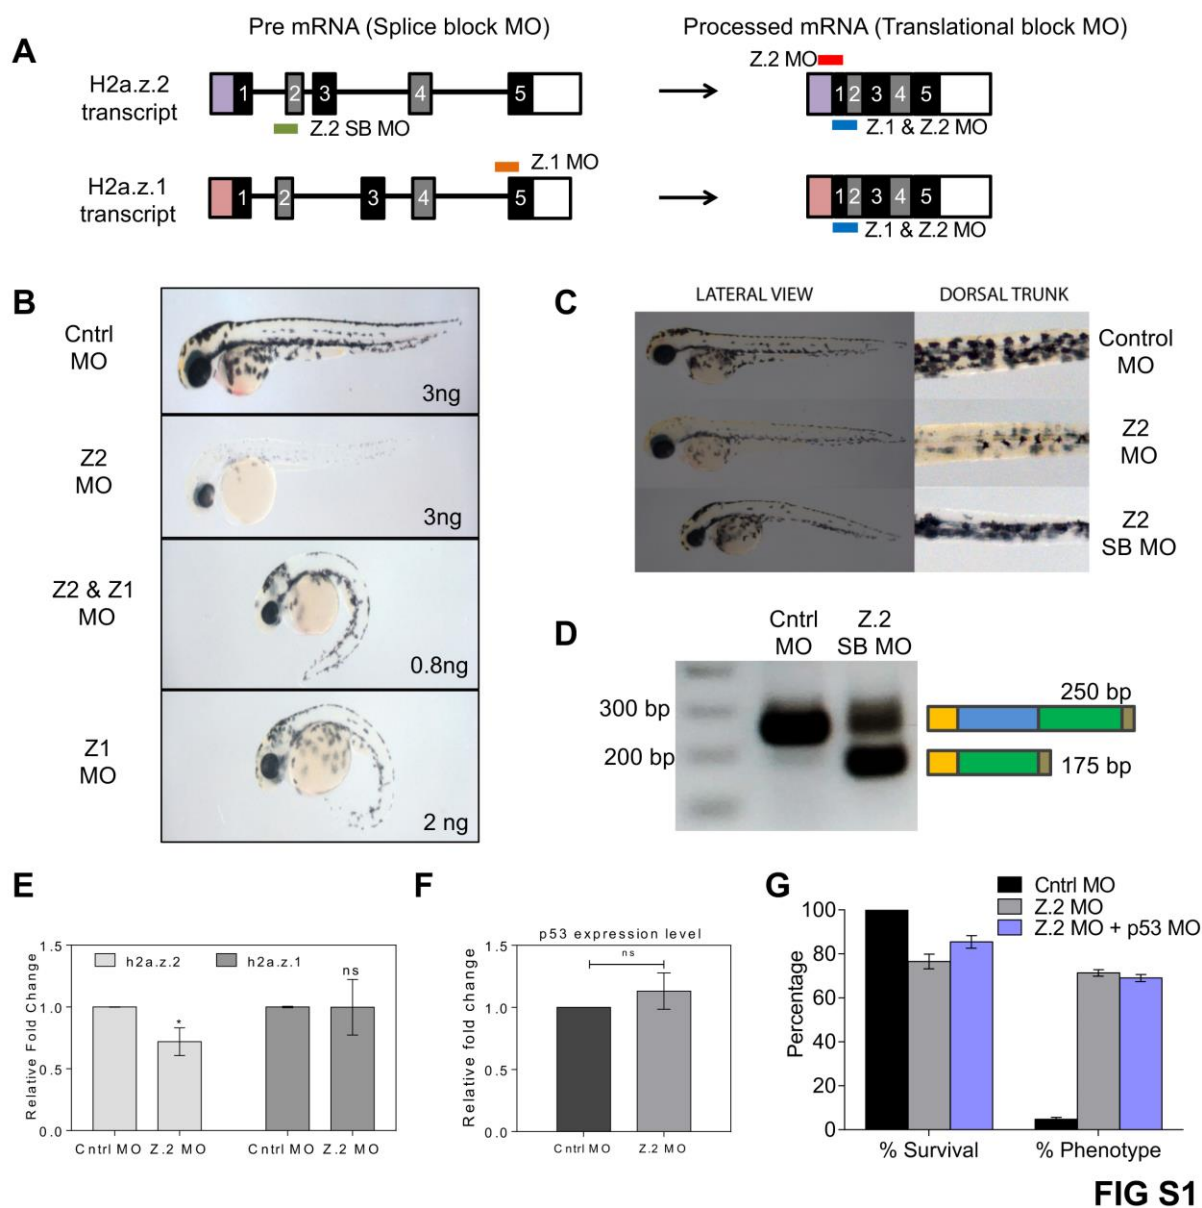 A
Pre mRNA (Splice block MO)
Processed mRNA (Translational block MO)
H2a.z.2
transcript
1
2
3
4
5
Z.2 SB MO
Z.2 MO
1
2
3
4
5
Z.1 & Z.2 MO
H2a.z.1
transcript
1
2
3
4
5
Z.1 MO
1
2
3
4
5
Z.1 & Z.2 MO
B
Cntrl
MO
3ng
Z2
MO
3ng
Z2 & Z1
MO
0.8ng
Z1
MO
2 ng
C
LATERAL VIEW
DORSAL TRUNK
Control
MO
Z2
MO
Z2
SB MO
D
Cntrl
MO
Z.2
SB MO
300 bp
200 bp
250 bp
175 bp
E
Relative Fold Change
1.5
1.0
0.5
0.0
h2a.z.2
h2a.z.1
*
ns
Cntrl MO
Z.2 MO
Cntrl MO
Z.2 MO
F
p53 expression level
Relative fold change
1.5
1.0
0.5
0.0
ns
Cntrl MO
Z.2 MO
G
Cntrl MO
Z.2 MO
Z.2 MO + p53 MO
Percentage
100
80
60
40
20
0
% Survival
% Phenotype
FIG S1